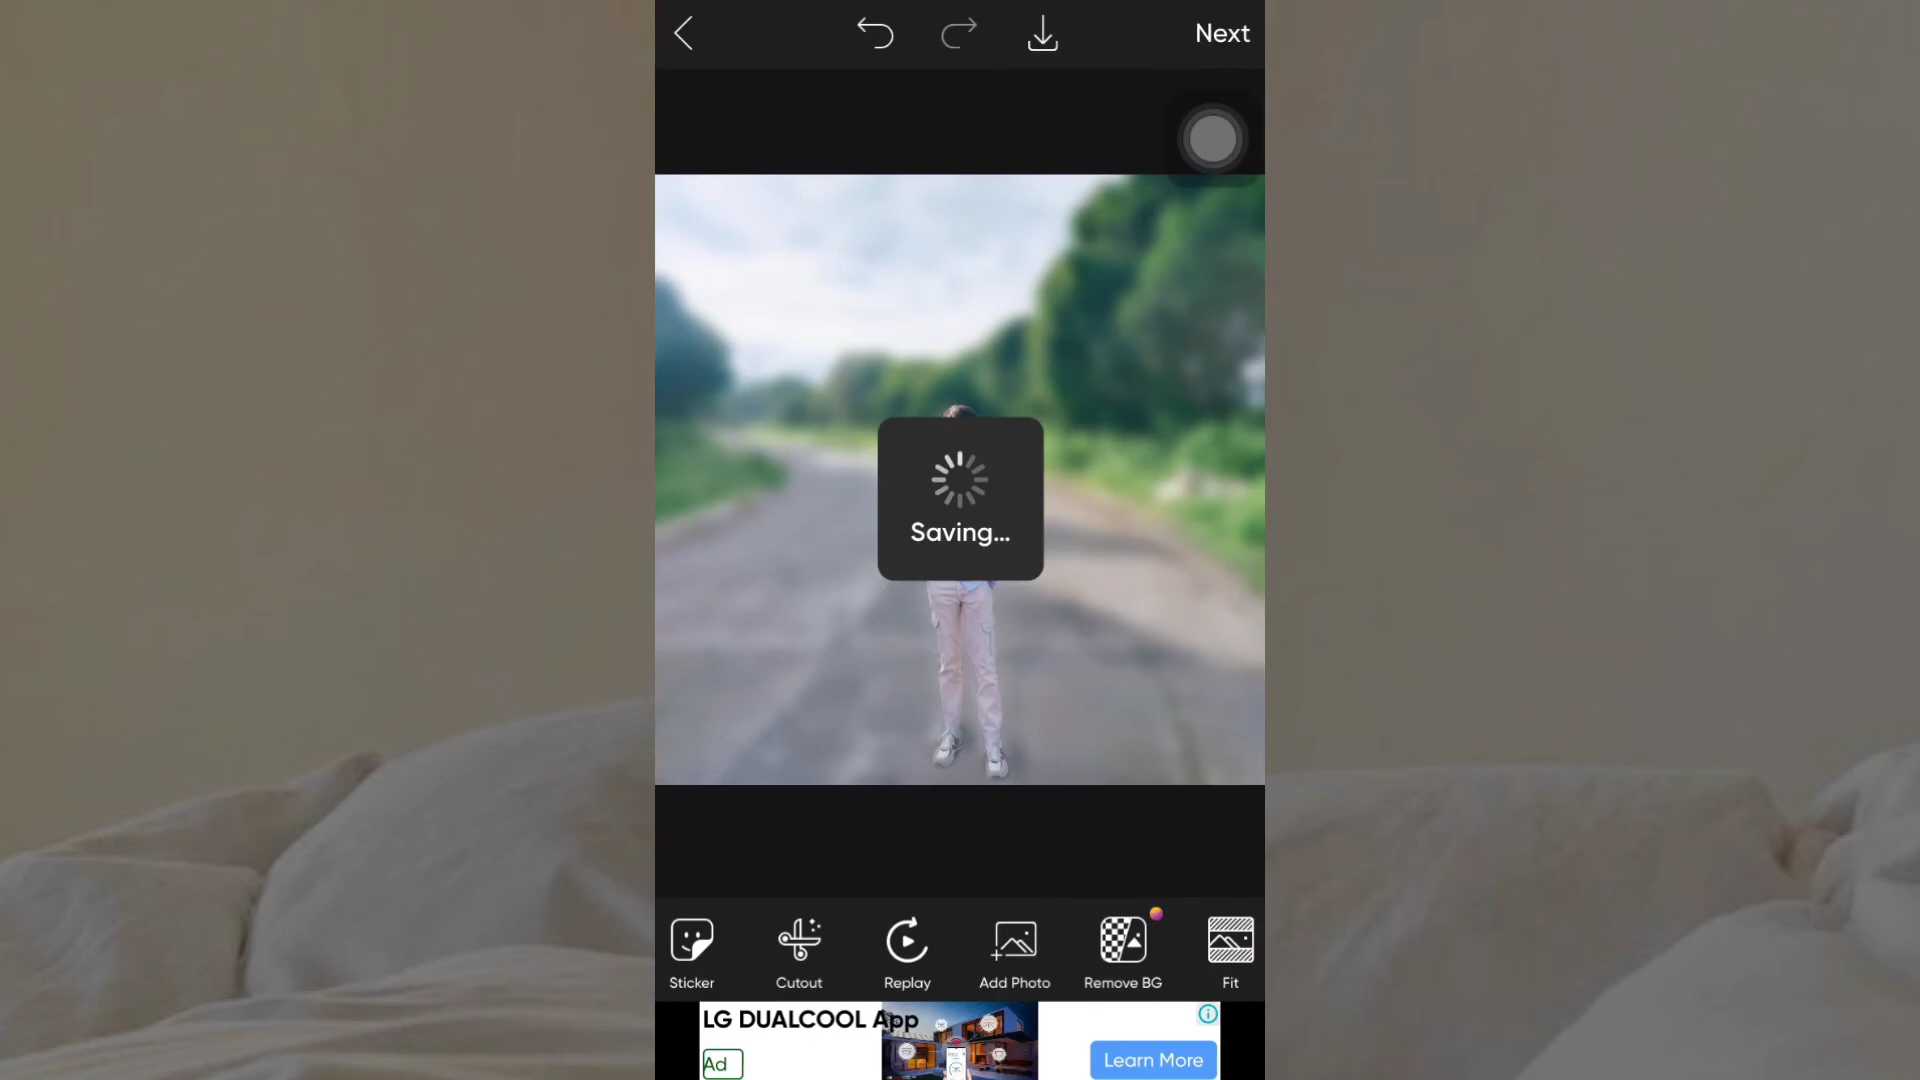 Next
Saving...
Sticker
Cutout
Replay
Add Photo
Remove BG
Fit
LG DUALCOOL App
Ad
Learn More